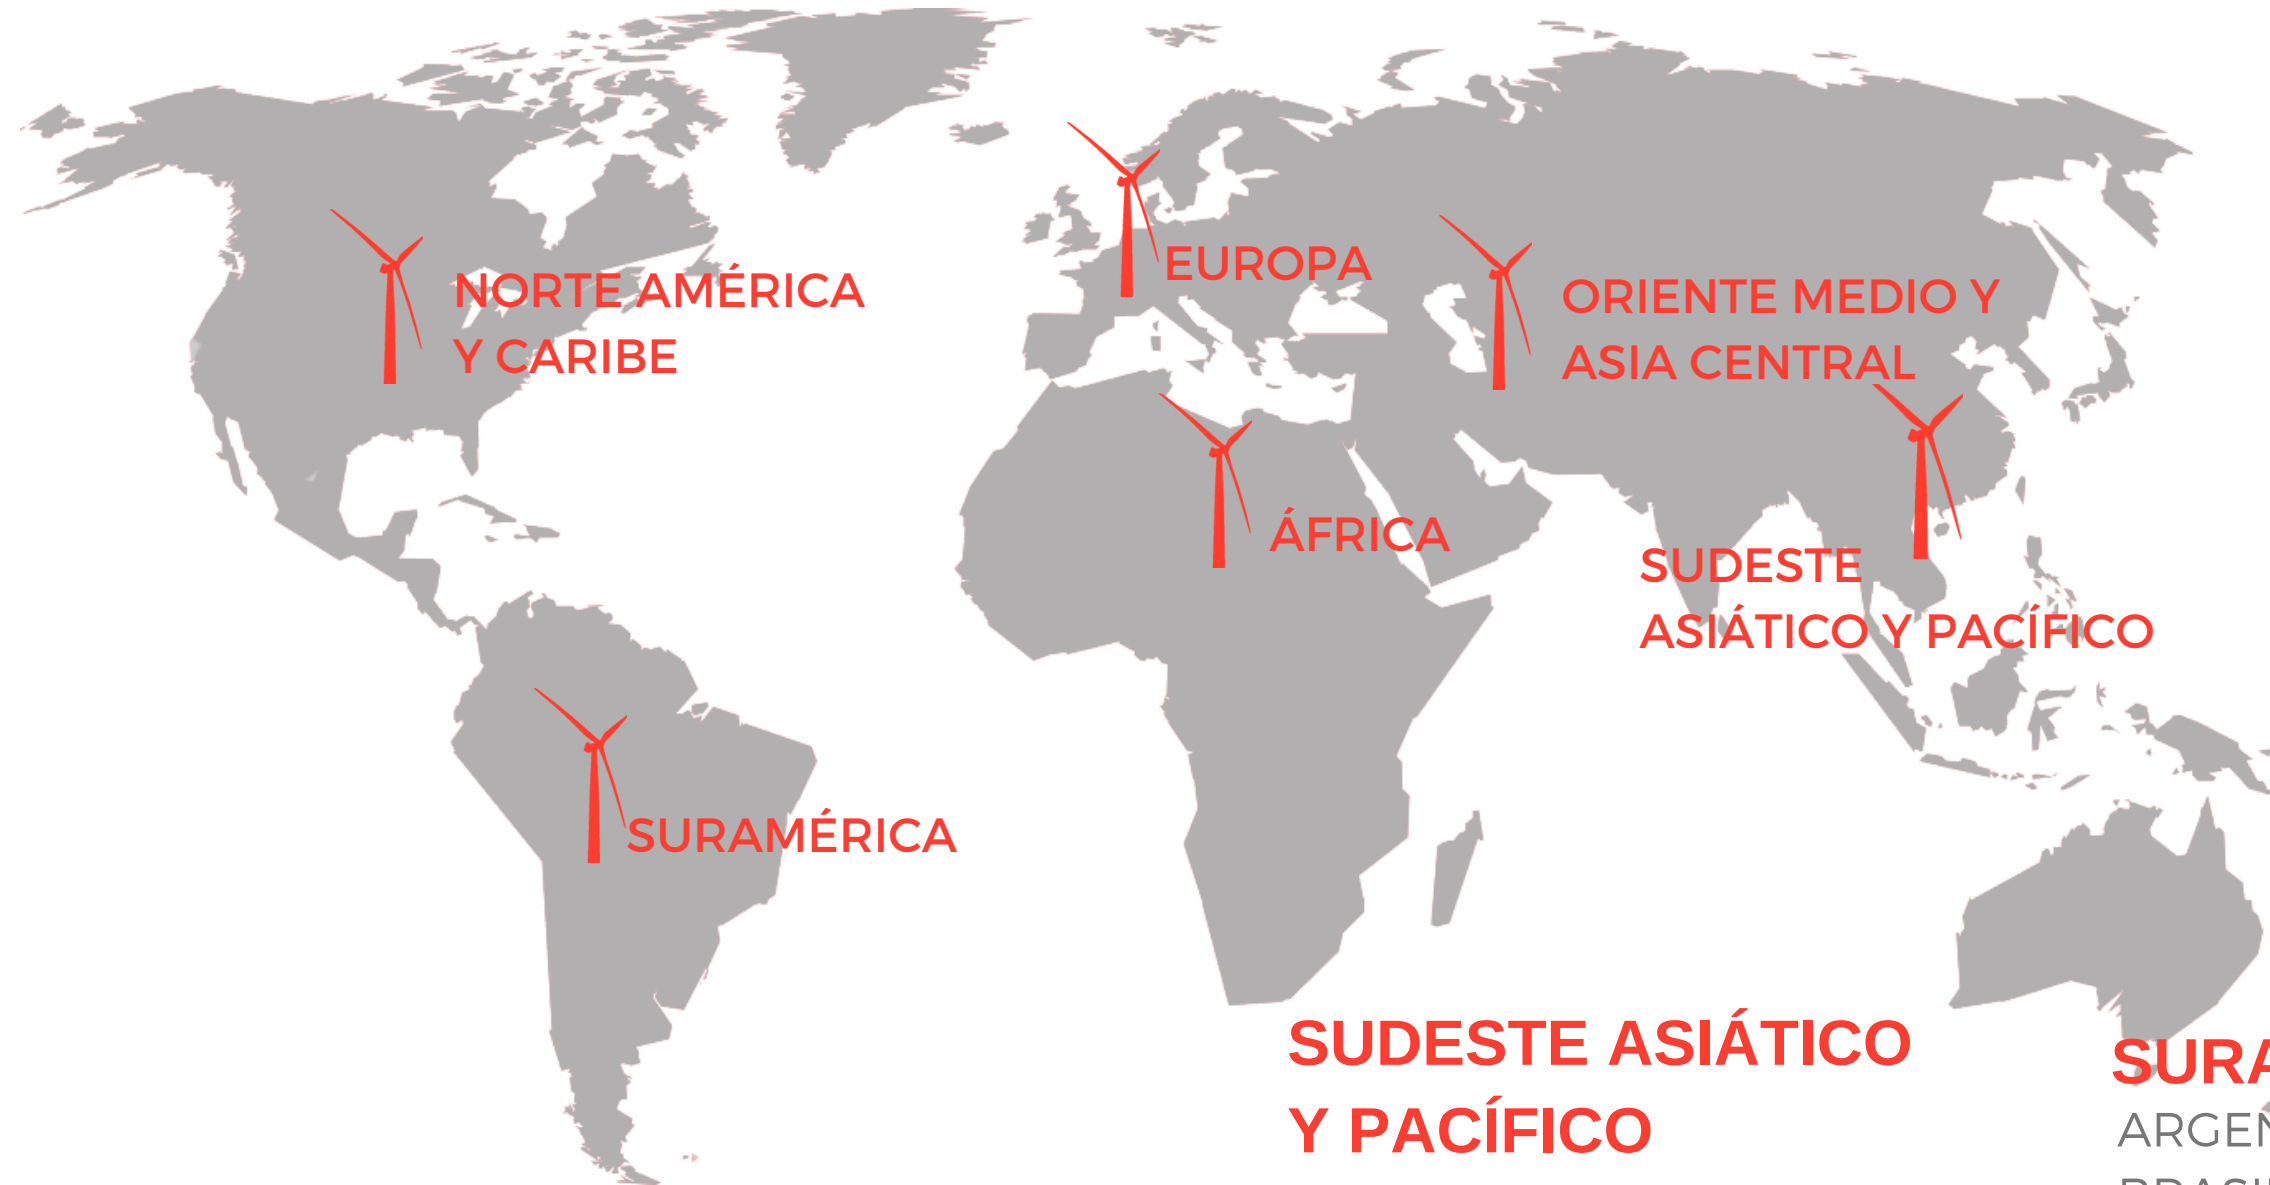 EUROPA
NORTE AMÉRICA
Y CARIBE
ORIENTE MEDIO Y
ASIA CENTRAL
ÁFRICA
SUDESTE
ASIÁTICO Y PACÍFICO
SURAMÉRICA
SUDESTE ASIÁTICO
Y PACÍFICO